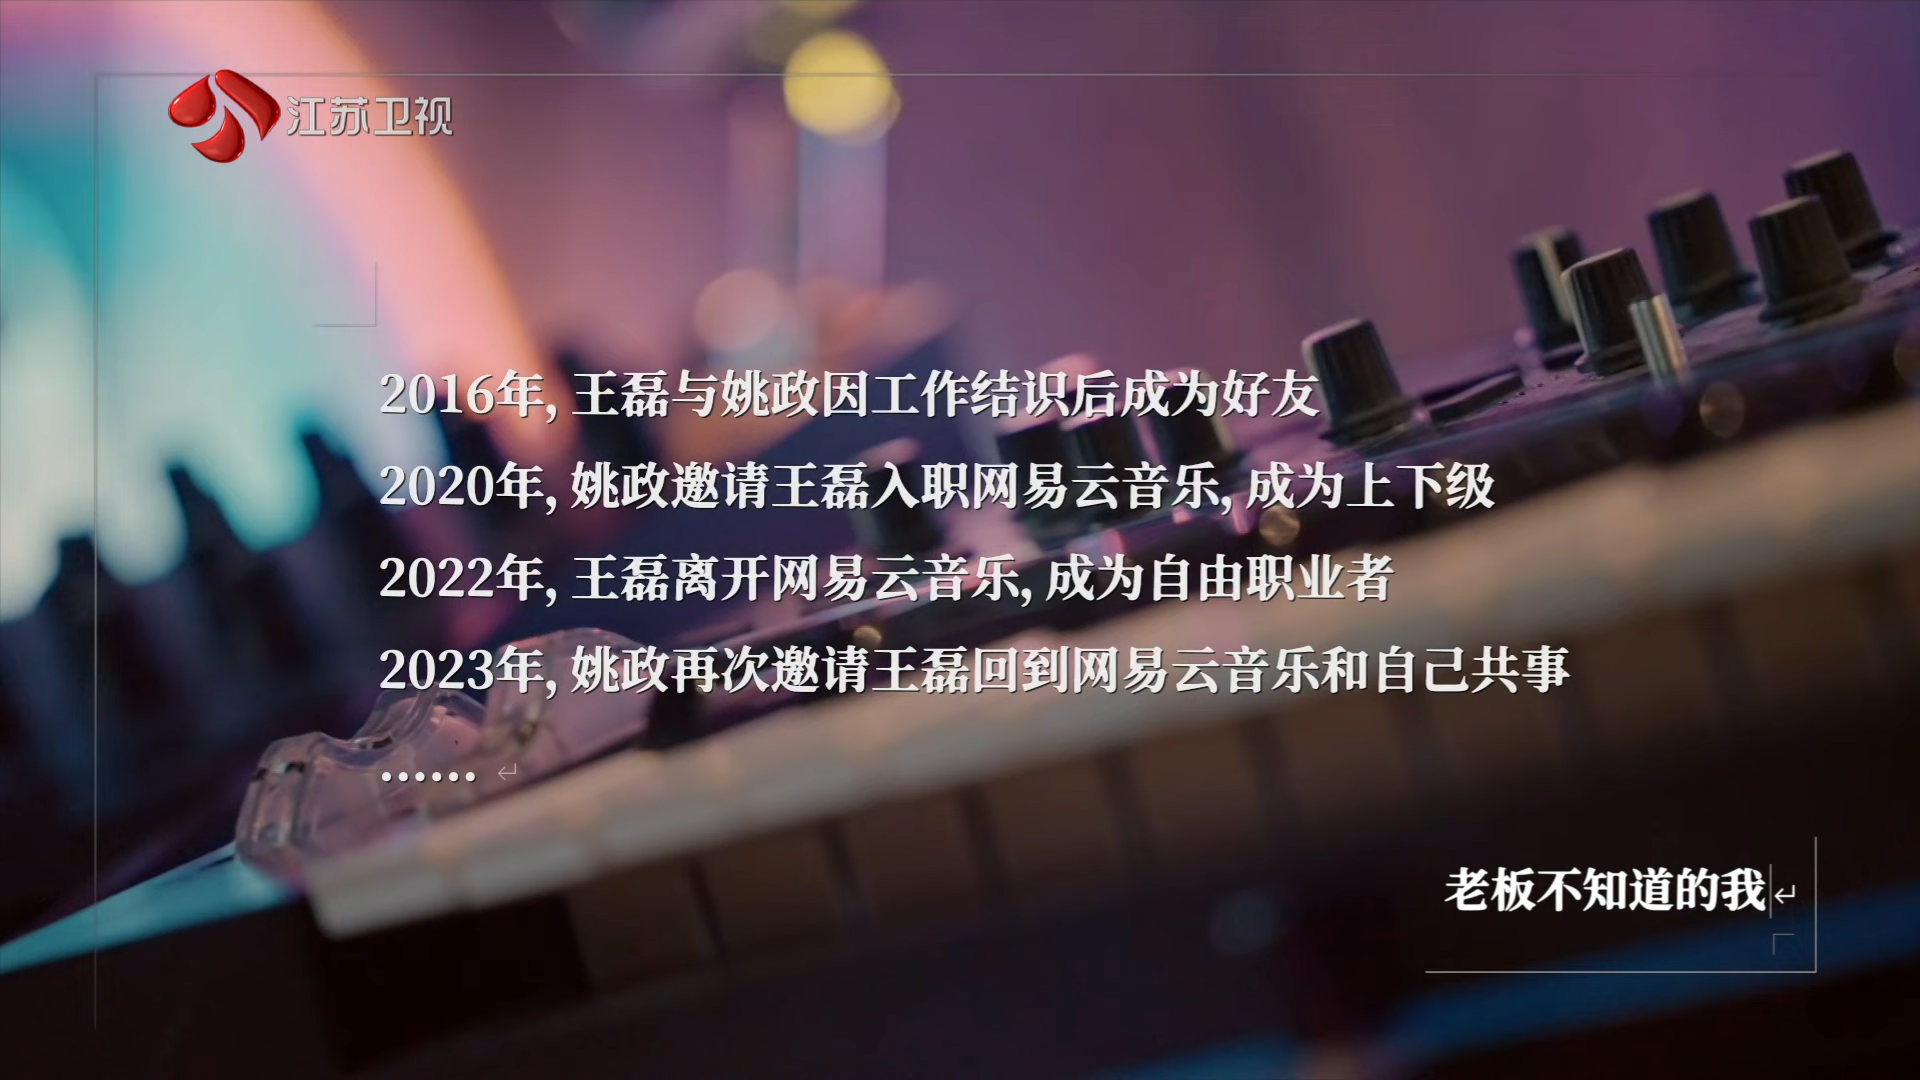 江苏卫视
2016年, 王磊与姚政因工作结识后成为好友
2020年, 姚政邀请王磊入职网易云音乐, 成为上下级
2022年, 王磊离开网易云音乐, 成为自由职业者
2023年, 姚政再次邀请王磊回到网易云音乐和自己共事
……
老板不知道的我